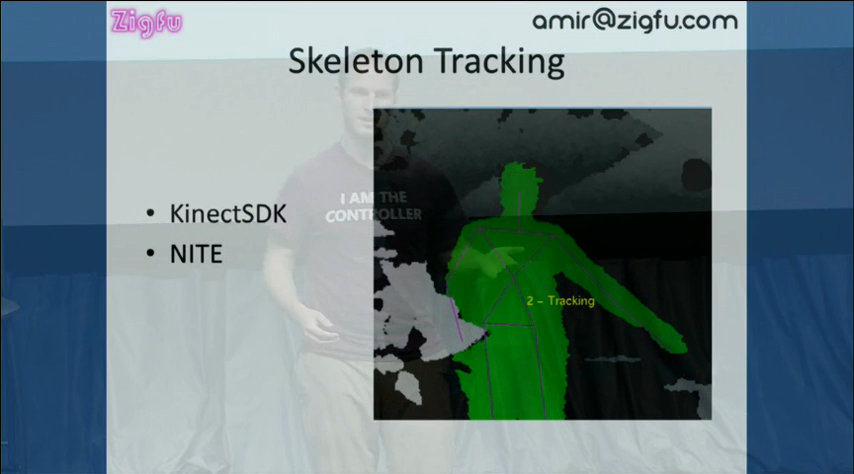 Zigfu
amir@zigfu.com
Skeleton Tracking
I AM THE
CONTROLLER
• KinectSDK
• NITE
2 - Tracking